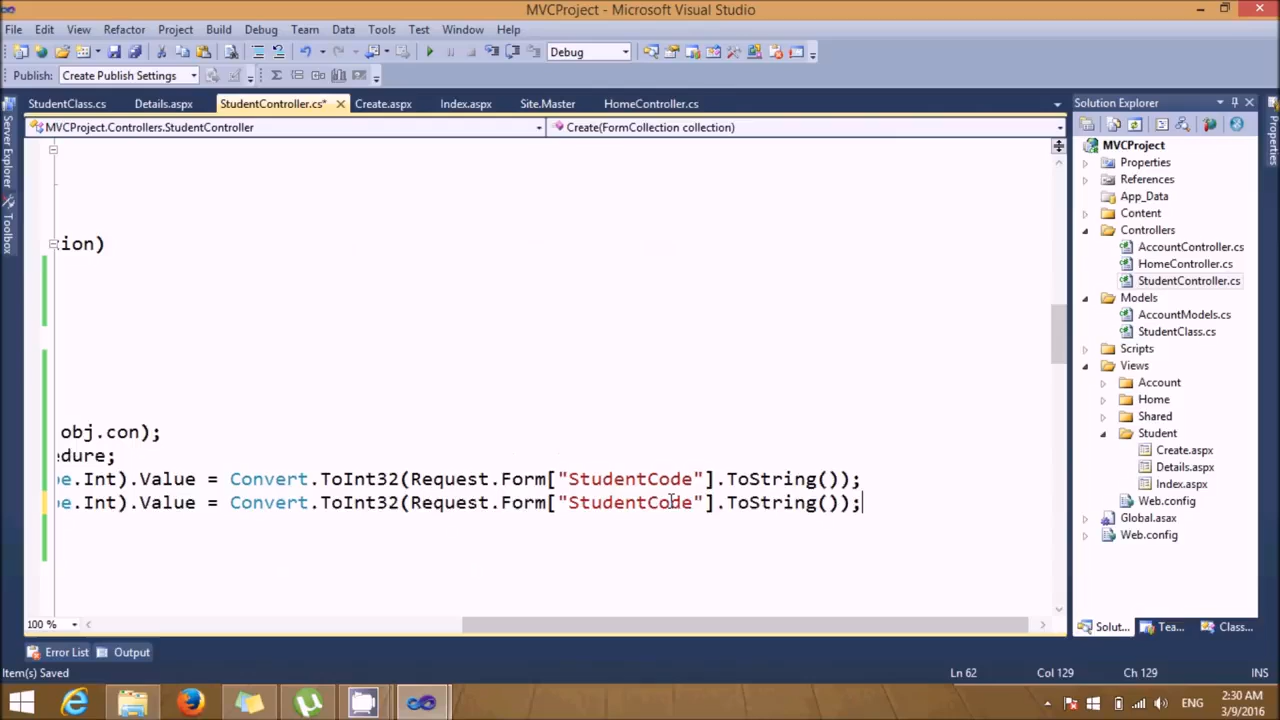 MVCProject - Microsoft Visual Studio
File Edit View Refactor Project Build Debug Team Data Tools Test Window Help
Debug
Publish: Create Publish Settings
StudentClass.cs Details.aspx StudentController.cs* Create.aspx Index.aspx Site.Master HomeController.cs
MVCProject.Controllers.StudentController Create(FormCollection collection)
ion)
obj.con);
edure;
e.Int).Value = Convert.ToInt32(Request.Form["StudentCode"].ToString());
e.Int).Value = Convert.ToInt32(Request.Form["StudentCode"].ToString());
100 %
Server Explorer
Toolbox
Solution Explorer
MVCProject
Properties
References
App_Data
Content
Controllers
AccountController.cs
HomeController.cs
StudentController.cs
Models
AccountModels.cs
StudentClass.cs
Scripts
Views
Account
Home
Shared
Student
Create.aspx
Details.aspx
Index.aspx
Web.config
Global.asax
Web.config
Solut... Tea... Class...
Properties
Error List Output
Item(s) Saved Ln 62 Col 129 Ch 129 INS
ENG 2:30 AM
3/9/2016